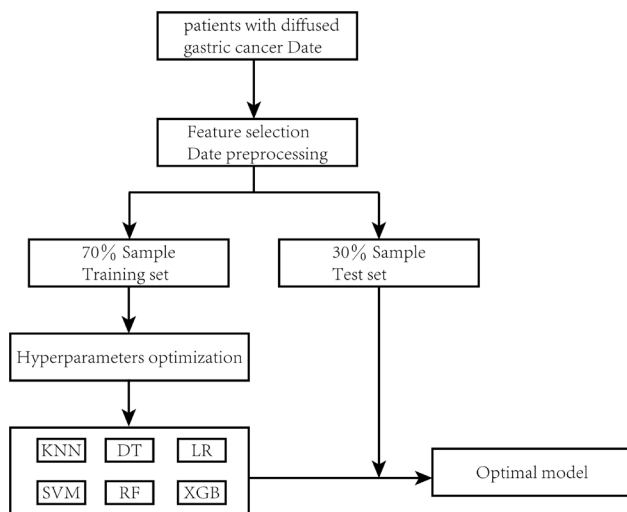 patients with diffused
gastric cancer Date
Feature selection
Date preprocessing
70% Sample
Training set
30% Sample
Test set
Hyperparameters optimization
KNN DT LR
SVM RF XGB
Optimal model